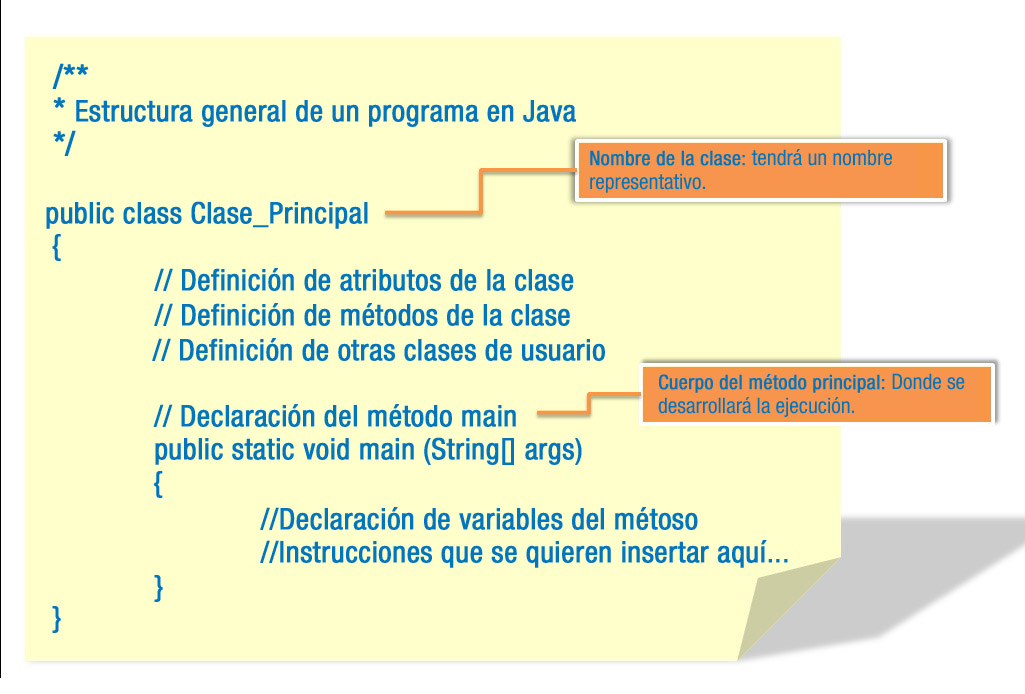 /**
* Estructura general de un programa en Java
*/
Nombre de la clase: tendrá un nombre
representativo.
public class Clase_Principal
{
// Definición de atributos de la clase
// Definición de métodos de la clase
// Definición de otras clases de usuario
Cuerpo del método principal: Donde se
desarrollará la ejecución.
// Declaración del método main
public static void main (String[] args)
{
//Declaración de variables del métoso
//Instrucciones que se quieren insertar aquí...
}
}